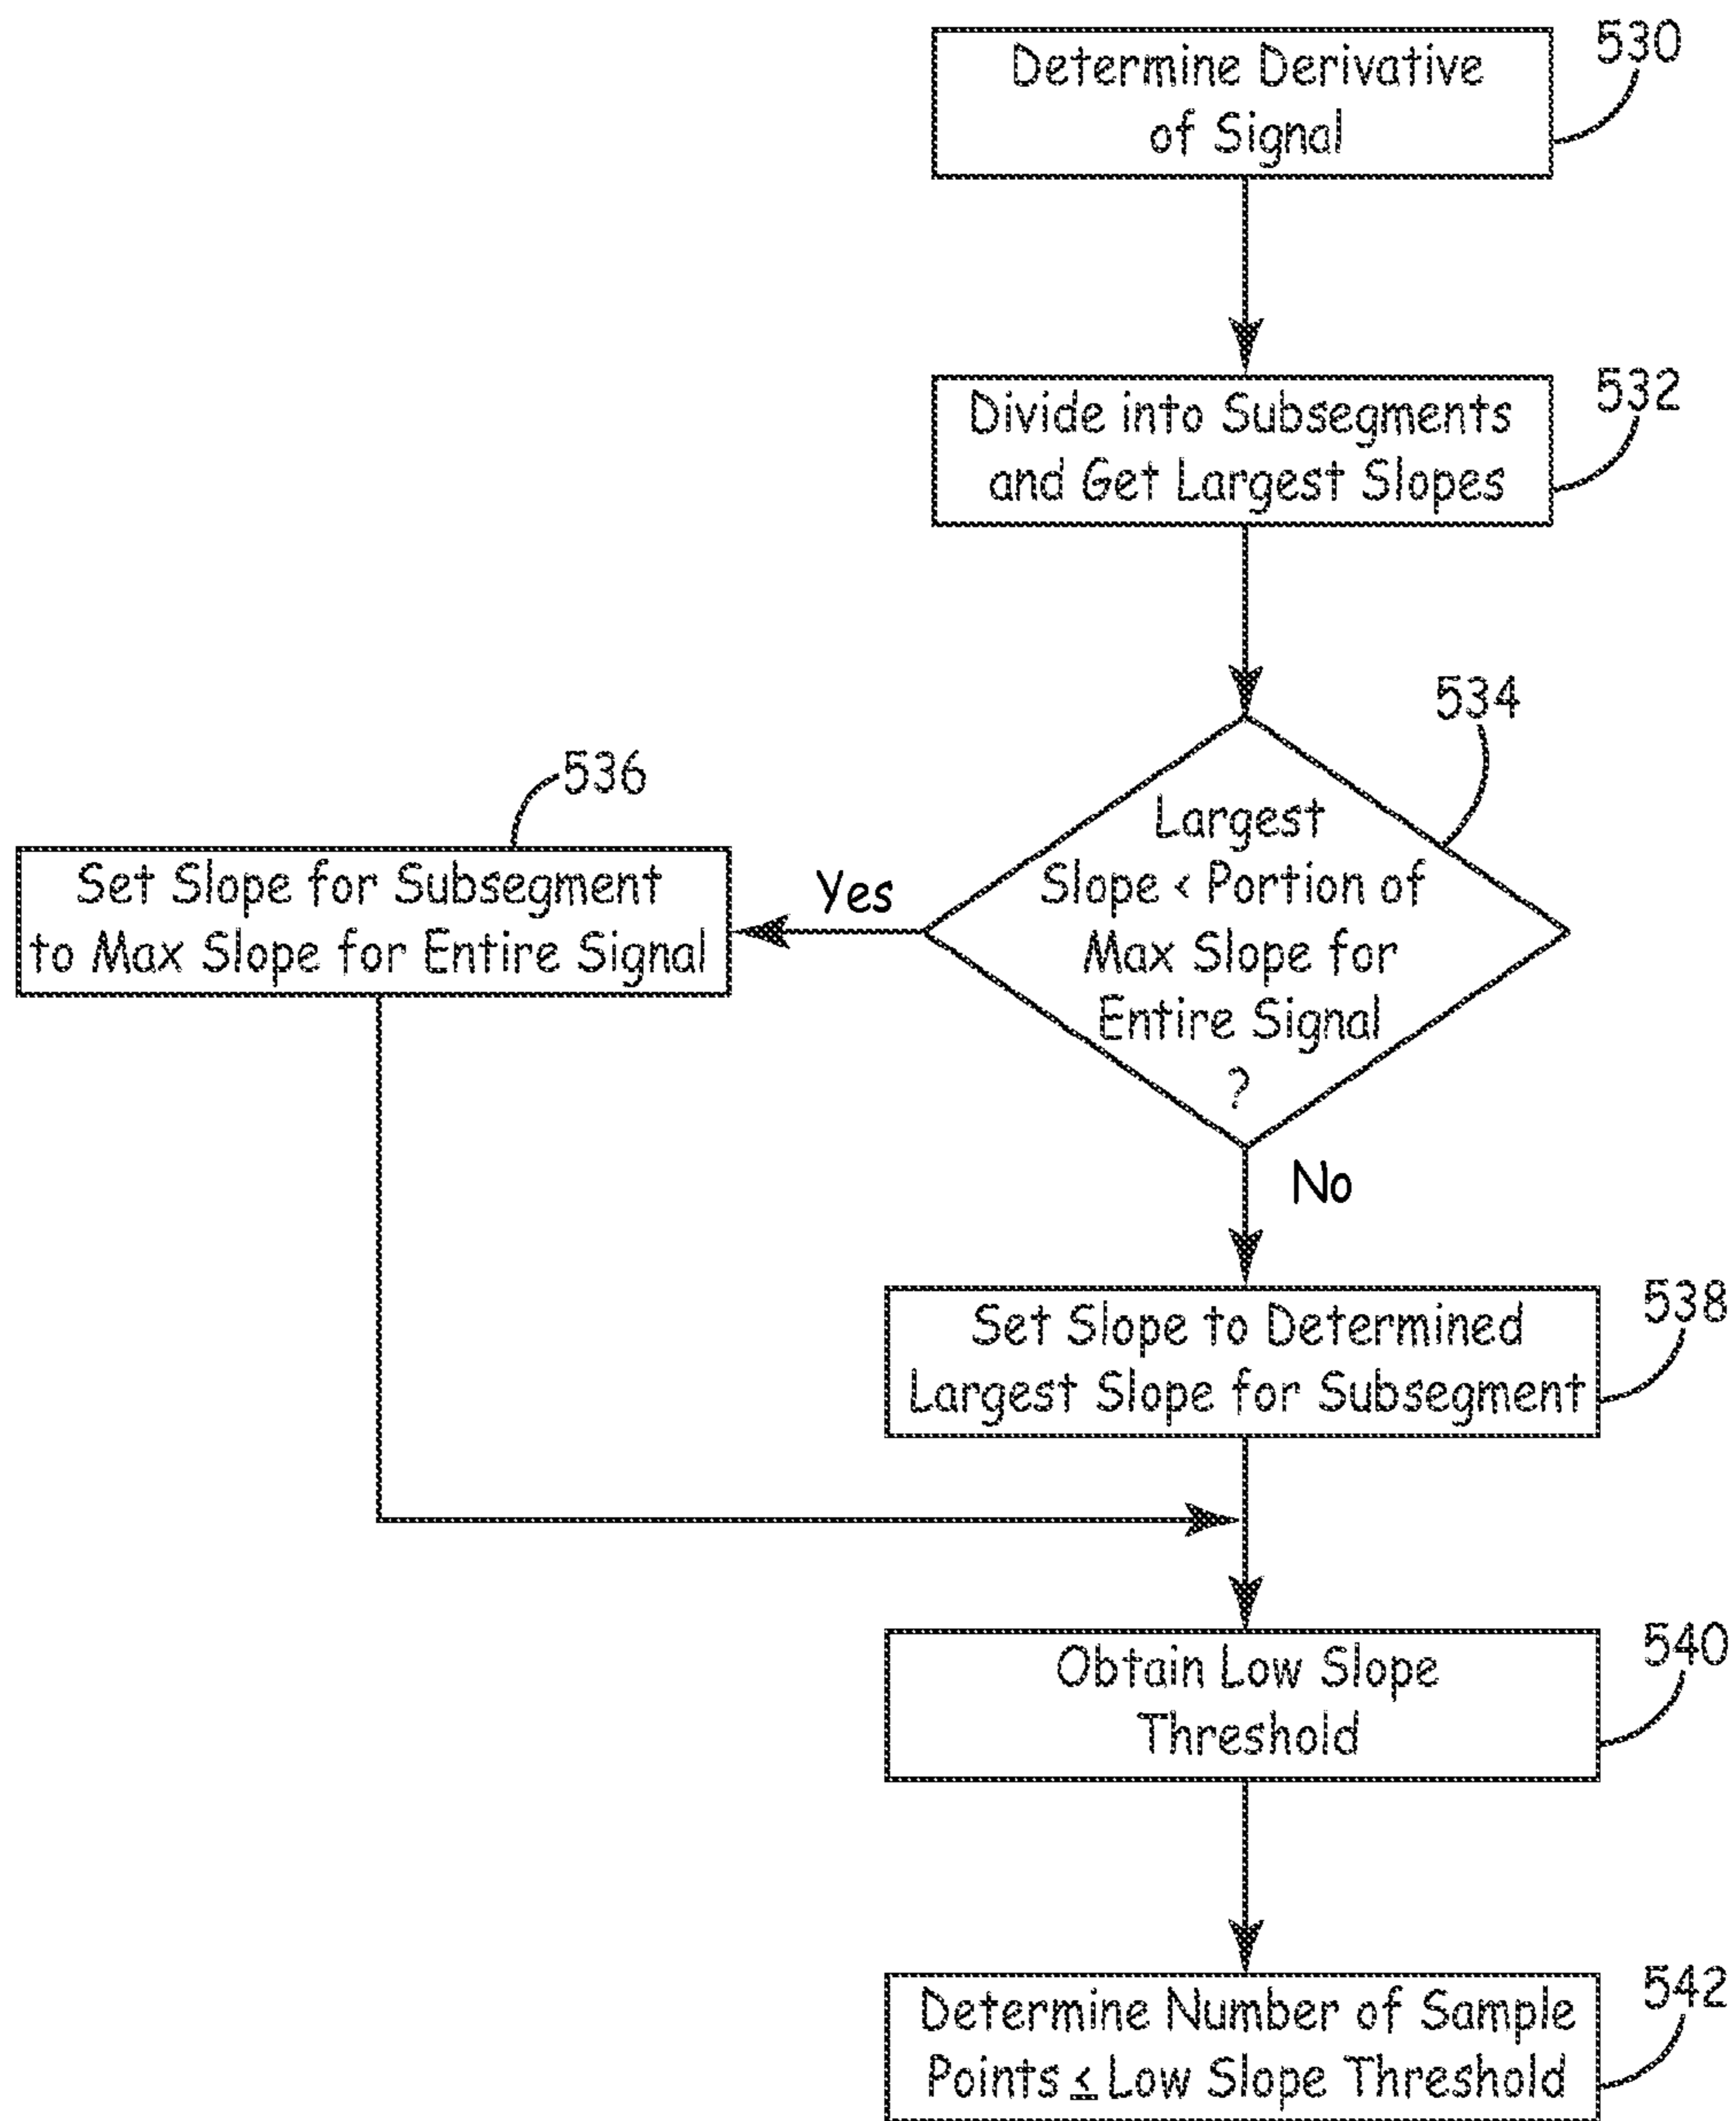 Determine Derivative
of Signal
530
Divide into Subsegments
and Get Largest Slopes
532
534
Largest
Slope < Portion of
Max Slope for
Entire Signal
?
Yes
536
Set Slope for Subsegment
to Max Slope for Entire Signal
No
Set Slope to Determined
Largest Slope for Subsegment
538
Obtain Low Slope
Threshold
540
Determine Number of Sample
Points ≤ Low Slope Threshold
542